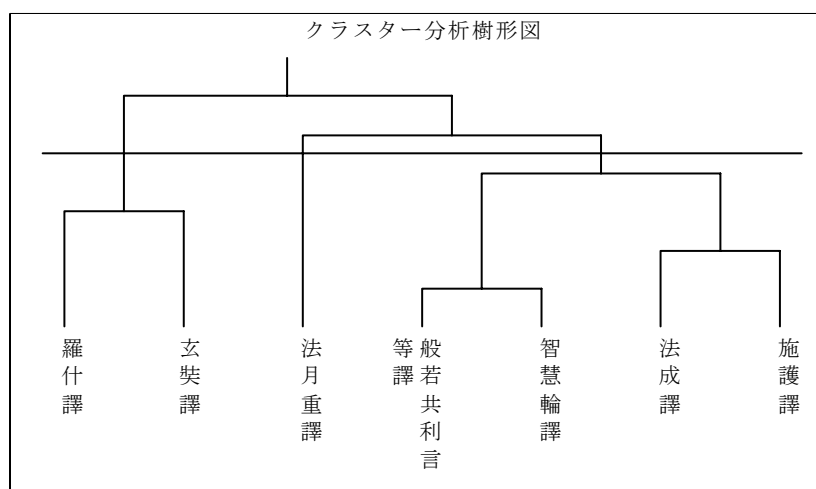 クラスター分析樹形図
羅什譯
玄奘譯
法月重譯
般若共利言
等譯
智慧輪譯
法成譯
施護譯